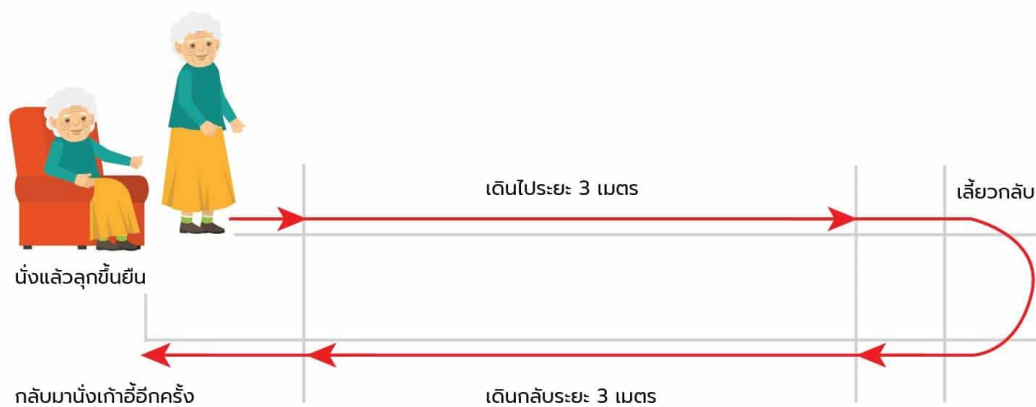 เดินไประยะ 3 เมตร
เลี้ยวกลับ
นั่งแล้วลุกขึ้นยืน
กลับมานั่งเก้าอี้อีกครั้ง
เดินกลับระยะ 3 เมตร